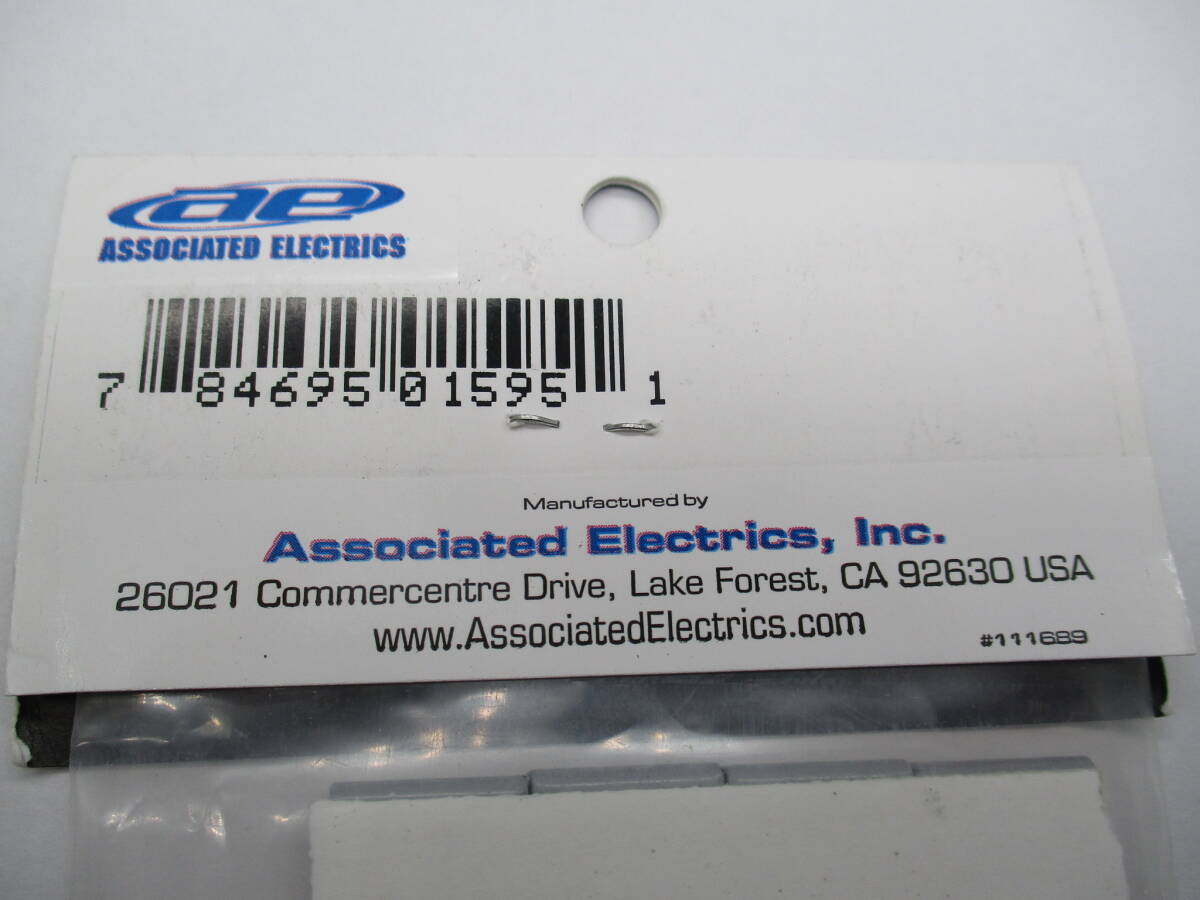 ae
ASSOCIATED ELECTRICS
7 84695 01595 1
Manufactured by
Associated Electrics, Inc.
26021 Commercentre Drive, Lake Forest, CA 92630 USA
www.AssociatedElectrics.com
#111689